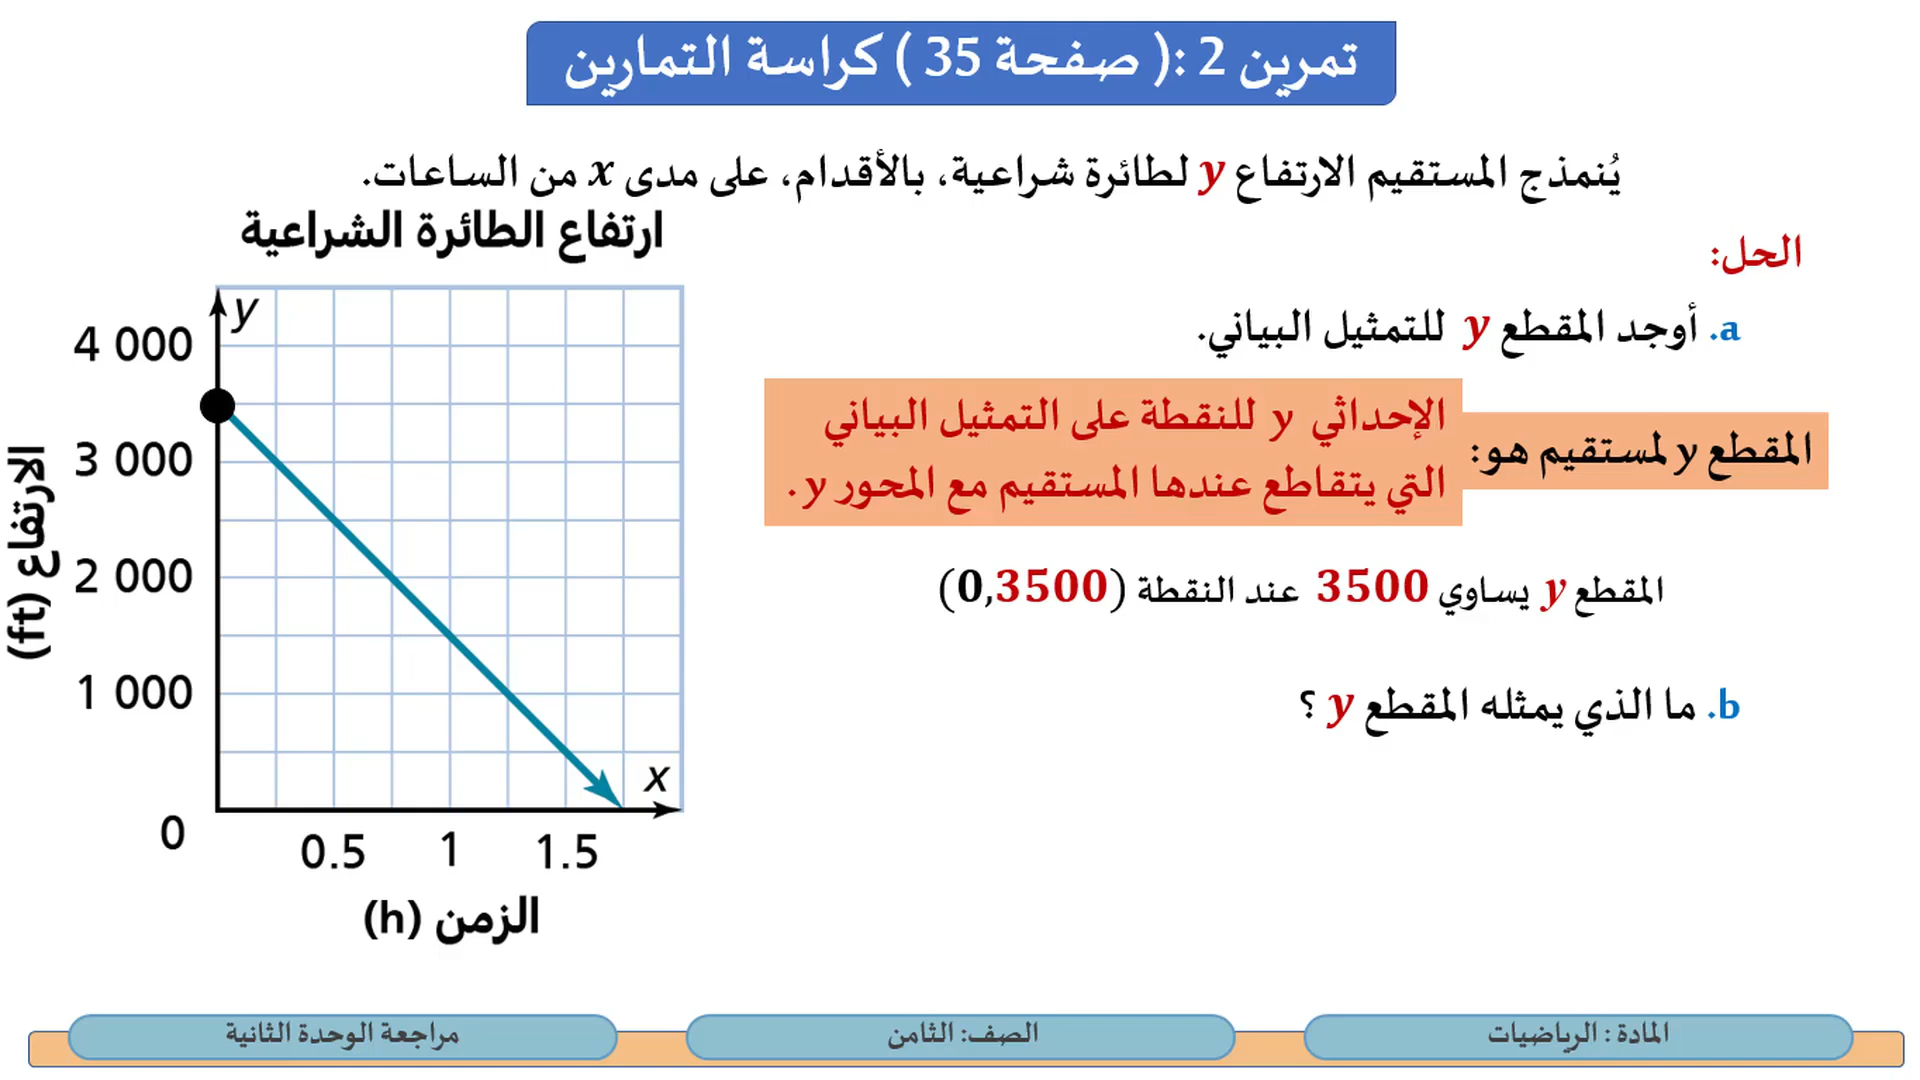 تمرين 2 :( صفحة 35 ) كراسة التمارين
يُنمذج المستقيم الارتفاع y لطائرة شراعية، بالأقدام، على مدى x من الساعات.
الحل:
a. أوجد المقطع y للتمثيل البياني.
المقطع y لمستقيم هو:
الإحداثي y للنقطة على التمثيل البياني
التي يتقاطع عندها المستقيم مع المحور y.
المقطع y يساوي 3500 عند النقطة (0,3500)
b. ما الذي يمثله المقطع y ؟
ارتفاع الطائرة الشراعية
y
4 000
3 000
2 000
1 000
0
الارتفاع (ft)
x
0.5 1 1.5
الزمن (h)
المادة : الرياضيات
الصف: الثامن
مراجعة الوحدة الثانية